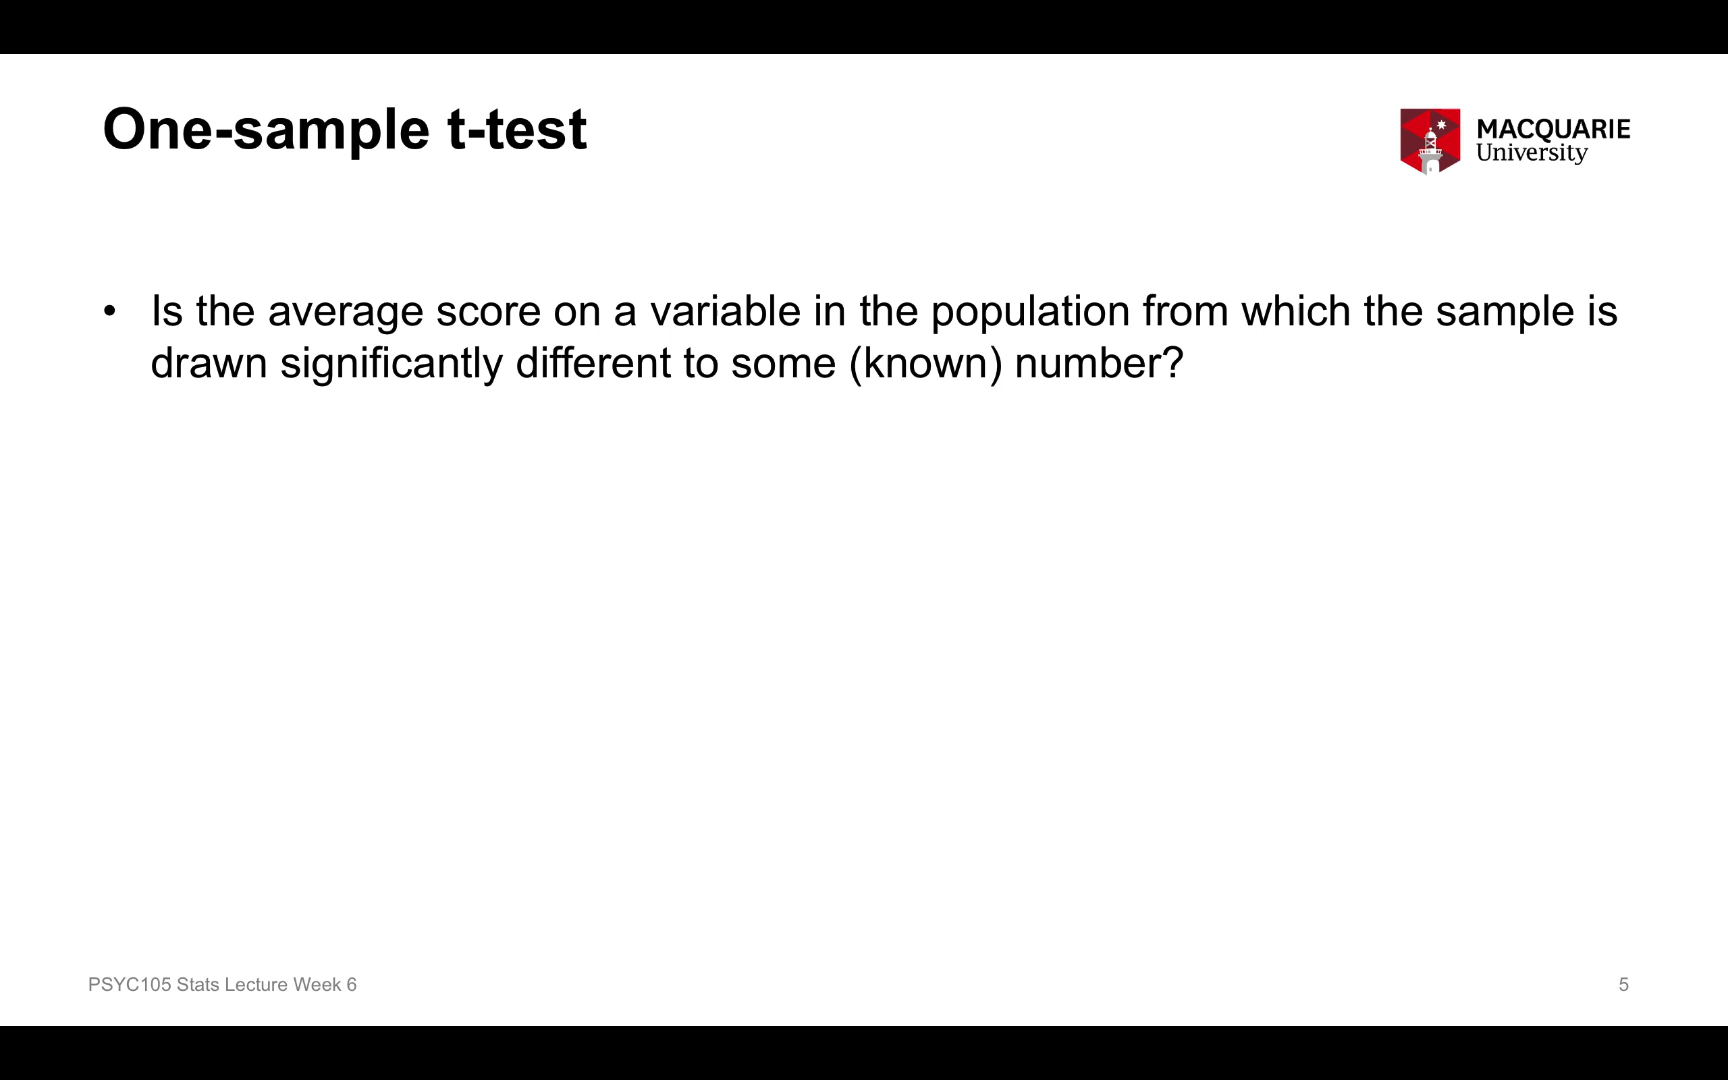 One-sample t-test
MACQUARIE
University
• Is the average score on a variable in the population from which the sample is
drawn significantly different to some (known) number?
PSYC105 Stats Lecture Week 6
5